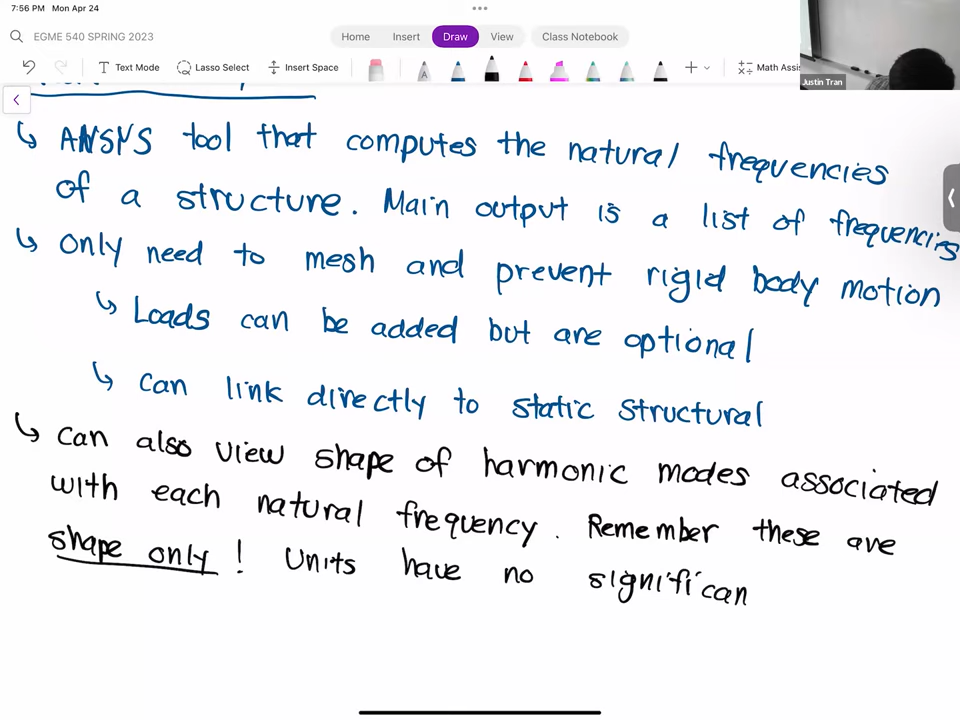 7:56 PM Mon Apr 24
EGME 540 SPRING 2023
Home Insert Draw View Class Notebook
Text Mode Lasso Select Insert Space Math Assis
Justin Tran
↳ ANSYS tool that computes the natural frequencies
of a structure. Main output is a list of frequencies
↳ only need to mesh and prevent rigid body motion
↳ Loads can be added but are optional
↳ can link directly to static structural
↳ can also view shape of harmonic modes associated
with each natural frequency. Remember these are
shape only! Units have no significan